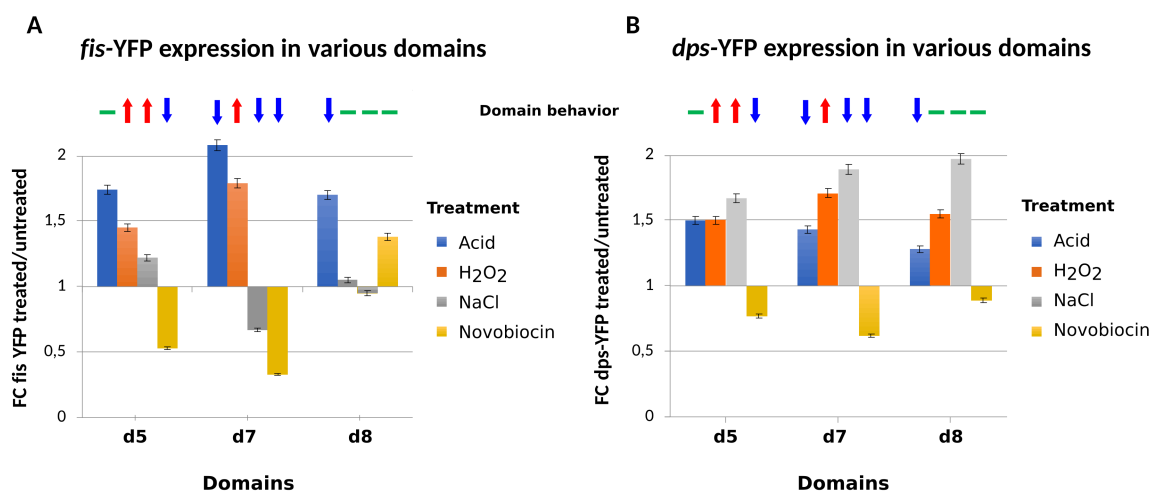 A
fis-YFP expression in various domains
FC fis YFP treated/untreated
2
1,5
1
0,5
0
d5
d7
d8
Domains
Treatment
Acid
H2O2
NaCl
Novobiocin
Domain behavior
B
dps-YFP expression in various domains
FC dps-YFP treated/untreated
2
1,5
1
0,5
0
d5
d7
d8
Domains
Treatment
Acid
H2O2
NaCl
Novobiocin